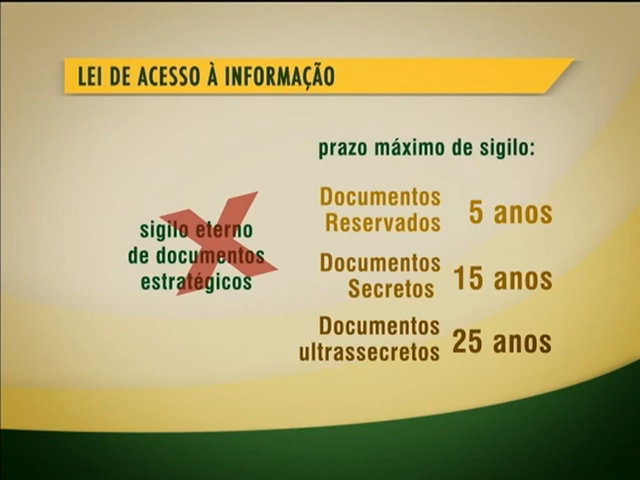 LEI DE ACESSO À INFORMAÇÃO
sigilo eterno
de documentos
estratégicos
prazo máximo de sigilo:
Documentos
Reservados 5 anos
Documentos
Secretos 15 anos
Documentos
ultrassecretos 25 anos